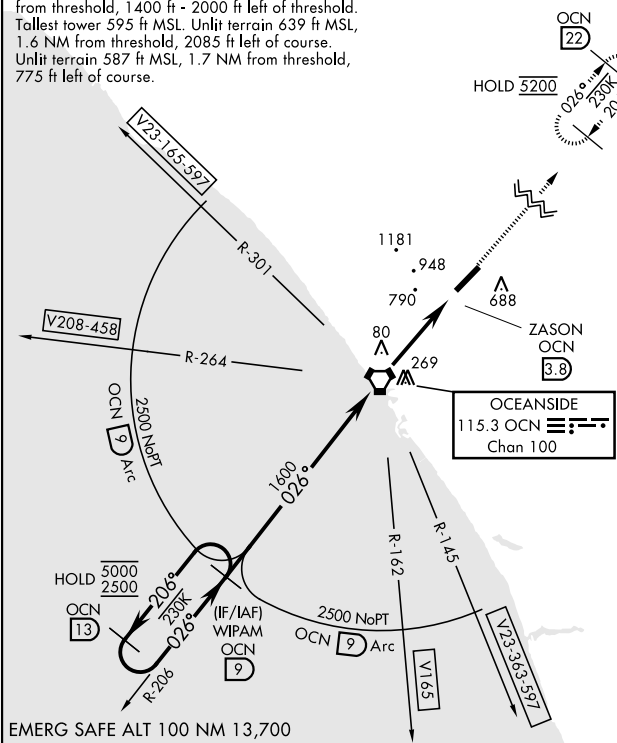 from threshold, 1400 ft - 2000 ft left of threshold.
Tallest tower 595 ft MSL. Unlit terrain 639 ft MSL,
1.6 NM from threshold, 2085 ft left of course.
Unlit terrain 587 ft MSL, 1.7 NM from threshold,
775 ft left of course.
OCN
22
HOLD 5200
026°
230K
20
V23-165-597
R-301
1181
948
790
688
V208-458
R-264
80
269
ZASON
OCN
3.8
OCEANSIDE
115.3 OCN
Chan 100
2500 NoPT
OCN 9 Arc
1600
026°
R-162
R-145
HOLD 5000
2500
OCN
13
206°
230K
026°
R-206
(IF/IAF)
WIPAM
OCN
9
2500 NoPT
OCN 9 Arc
V165
V23-363-597
EMERG SAFE ALT 100 NM 13,700